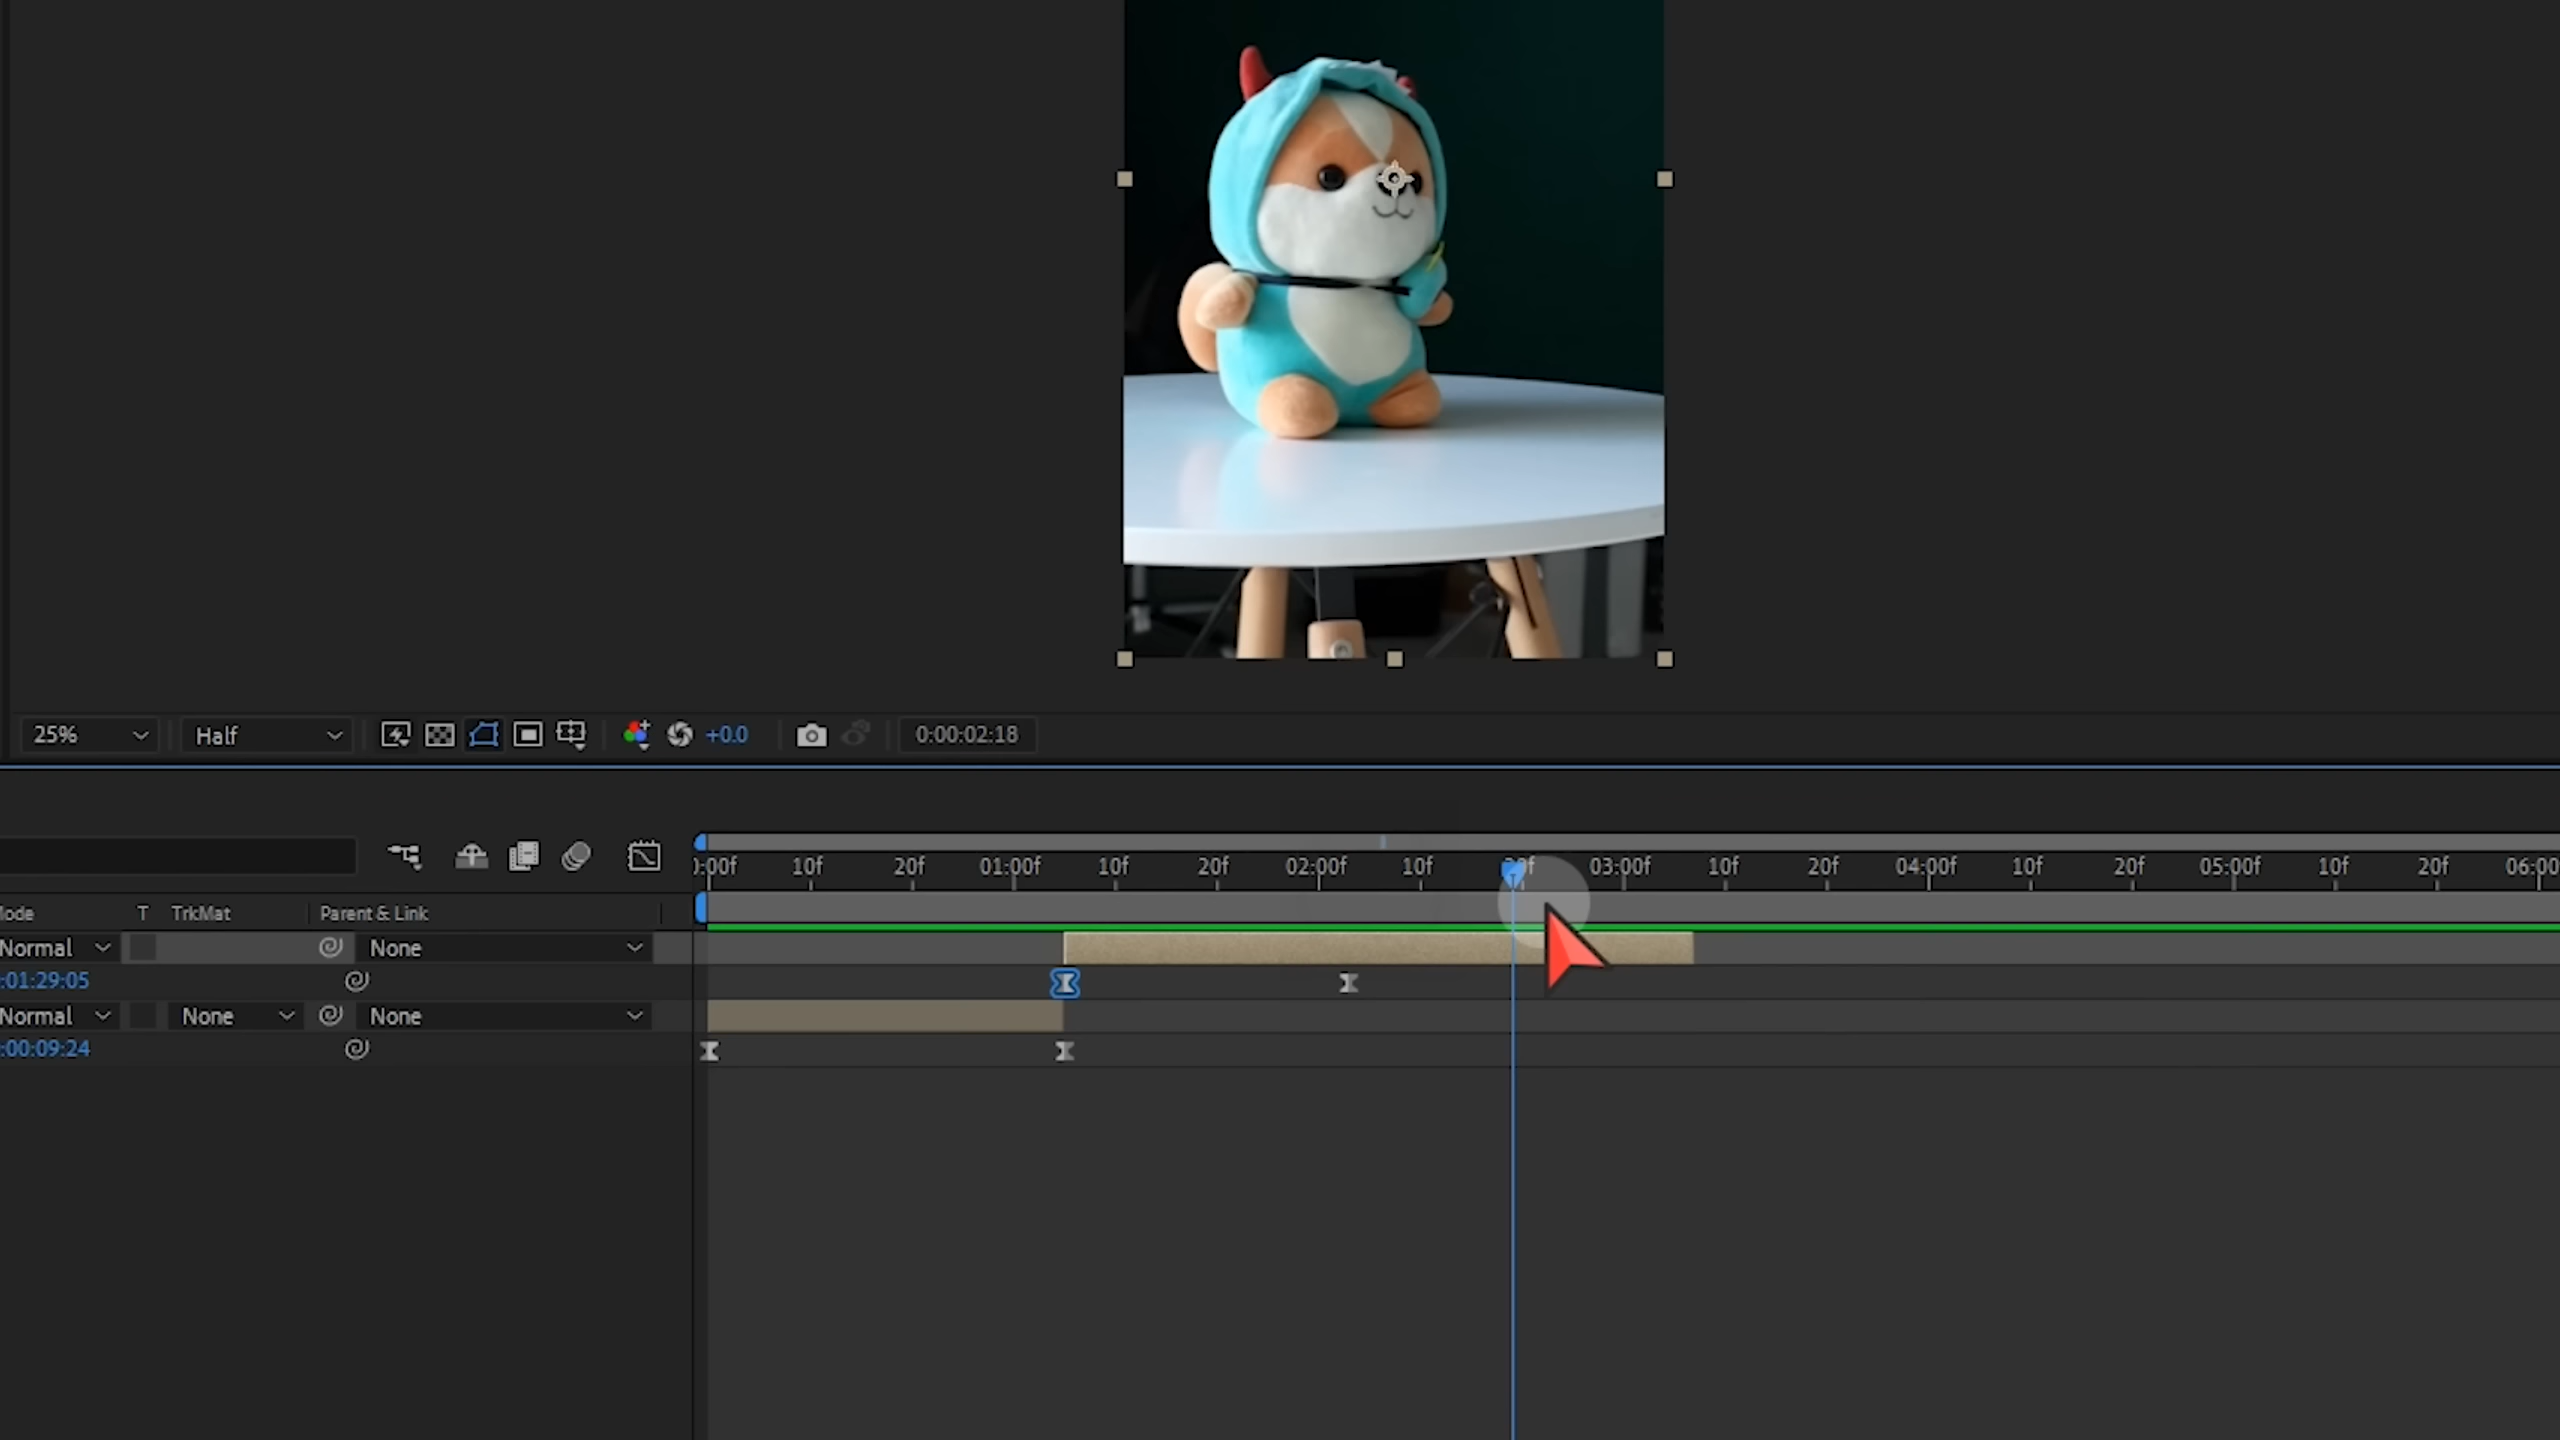 25% Half +0.0 0:00:02:18
):00f 10f 20f 01:00f 10f 20f 02:00f 10f 20f 03:00f 10f 20f 04:00f 10f 20f 05:00f 10f 20f 06:00
Mode T TrkMat Parent & Link
Normal None
:01:29:05
Normal None None
:00:09:24